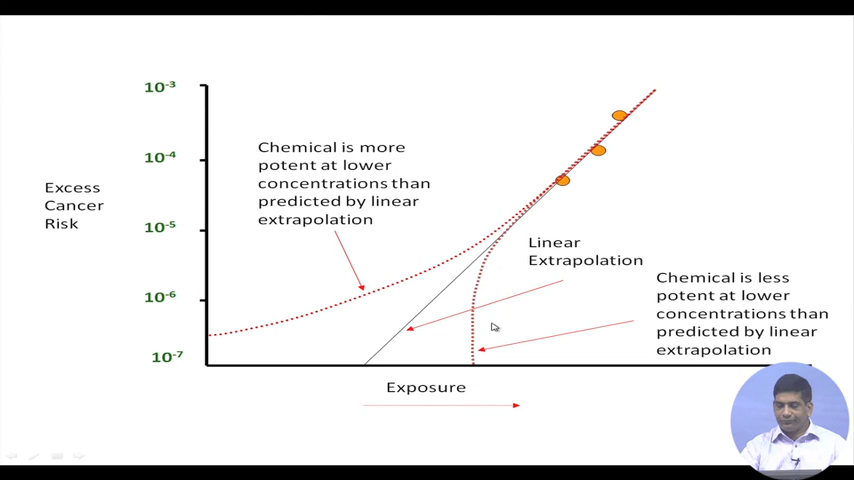 10-3
10-4
10-5
10-6
10-7
Excess
Cancer
Risk
Chemical is more
potent at lower
concentrations than
predicted by linear
extrapolation
Linear
Extrapolation
Chemical is less
potent at lower
concentrations than
predicted by linear
extrapolation
Exposure